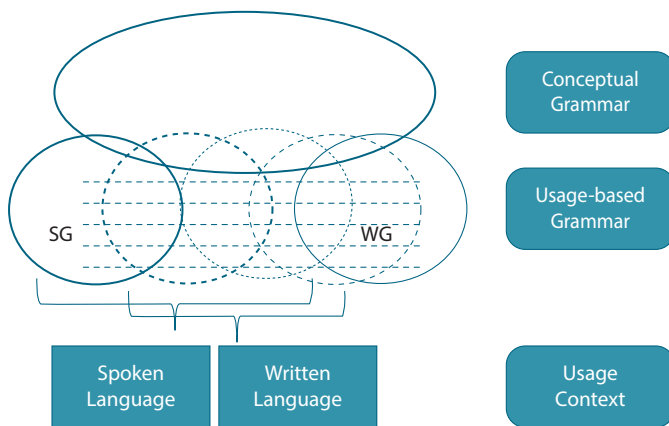 Conceptual
Grammar
Usage-based
Grammar
SG
WG
Spoken
Language
Written
Language
Usage
Context